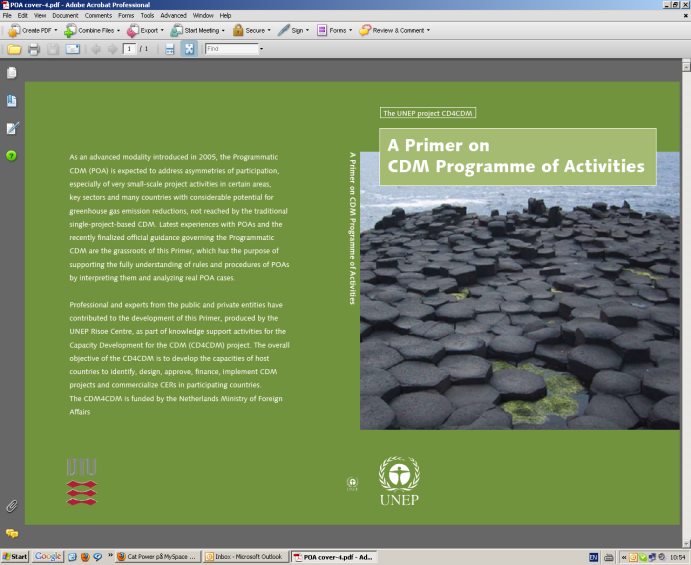 POA cover-4.pdf - Adobe Acrobat Professional
File Edit View Document Comments Forms Tools Advanced Window Help
Create PDF Combine Files Export Start Meeting Secure Sign Forms Review & Comment
1 / 1 Find
The UNEP project CD4CDM
A Primer on
CDM Programme of Activities
As an advanced modality introduced in 2005, the Programmatic
CDM (POA) is expected to address asymmetries of participation,
especially of very small-scale project activities in certain areas,
key sectors and many countries with considerable potential for
greenhouse gas emission reductions, not reached by the traditional
single-project-based CDM. Latest experiences with POAs and the
recently finalized official guidance governing the Programmatic
CDM are the grassroots of this Primer, which has the purpose of
supporting the fully understanding of rules and procedures of POAs
by interpreting them and analyzing real POA cases.
Professional and experts from the public and private entities have
contributed to the development of this Primer, produced by the
UNEP Risoe Centre, as part of knowledge support activities for the
Capacity Development for the CDM (CD4CDM) project. The overall
objective of the CD4CDM is to develop the capacities of host
countries to identify, design, approve, finance, implement CDM
projects and commercialize CERs in participating countries.
The CDM4CDM is funded by the Netherlands Ministry of Foreign
Affairs
A Primer on CDM Programme of Activities
DTU
UNEP
UNEP
Start Google » Cat Power på MySpace ... Inbox - Microsoft Outlook POA cover-4.pdf - Ad... EN « 10:54